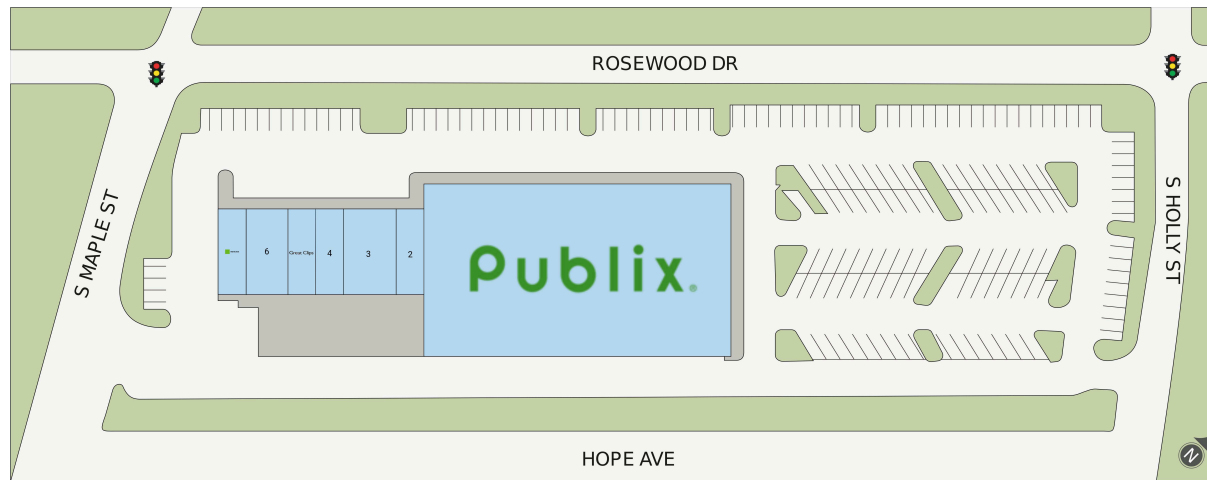 ROSEWOOD DR
S MAPLE ST
S HOLLY ST
6
Great Clips
4
3
2
Publix.
HOPE AVE
N